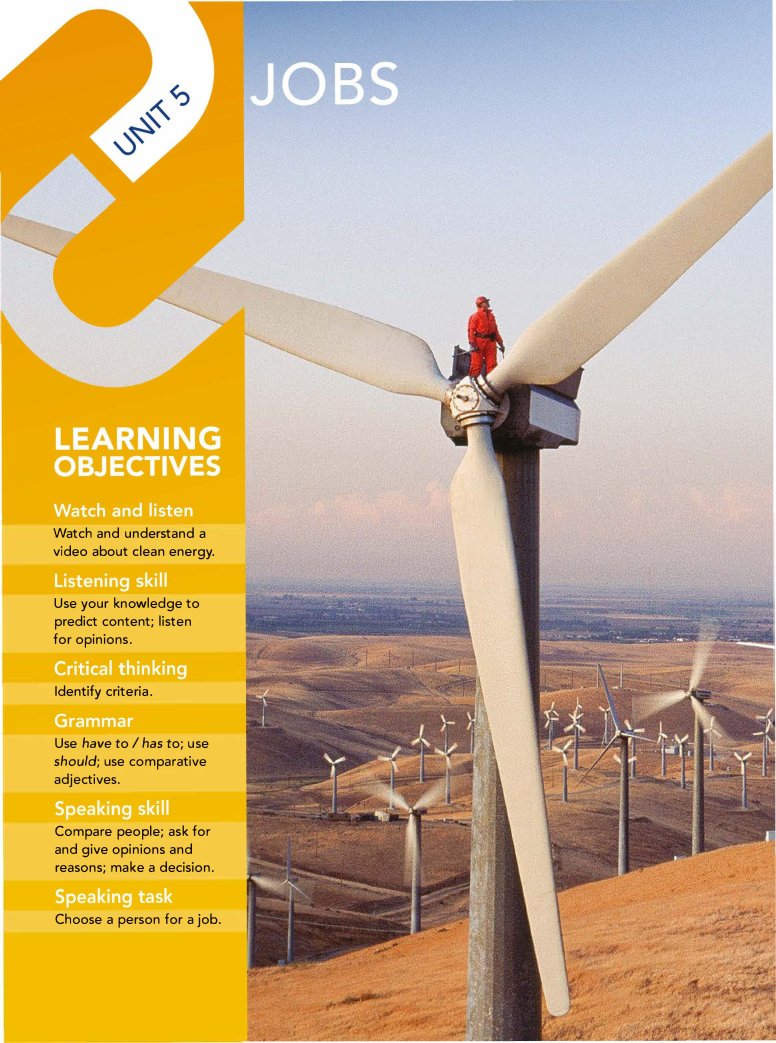 UNIT 5
JOBS
LEARNING
OBJECTIVES
Watch and listen
Watch and understand a
video about clean energy.
Listening skill
Use your knowledge to
predict content; listen
for opinions.
Critical thinking
Identify criteria.
Grammar
Use have to / has to; use
should; use comparative
adjectives.
Speaking skill
Compare people; ask for
and give opinions and
reasons; make a decision.
Speaking task
Choose a person for a job.